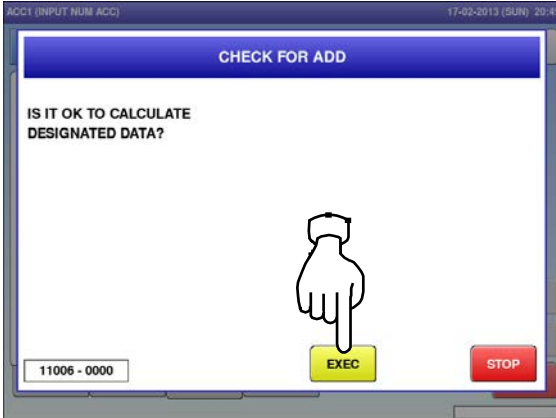 ACC1 (INPUT NUM ACC) 17-02-2013 (SUN) 20:4
CHECK FOR ADD
IS IT OK TO CALCULATE
DESIGNATED DATA?
11006 - 0000 EXEC STOP